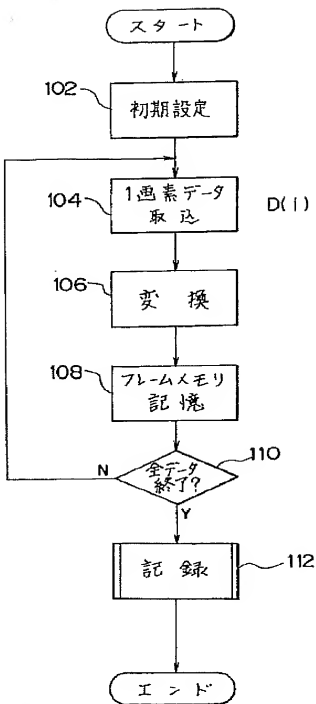 スタート
102
初期設定
104
1画素データ
取込
D(i)
106
変換
108
フレームメモリ
記憶
110
N
全データ
終了?
Y
記録
112
エンド